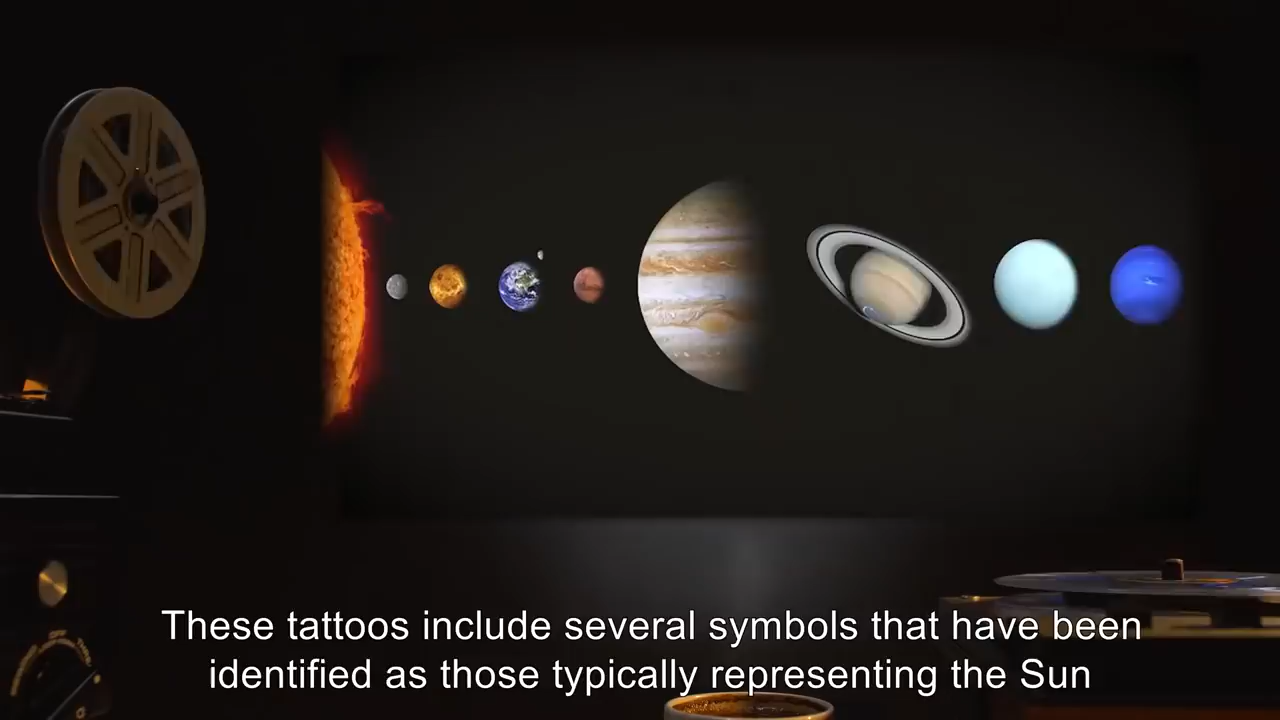 These tattoos include several symbols that have been
identified as those typically representing the Sun